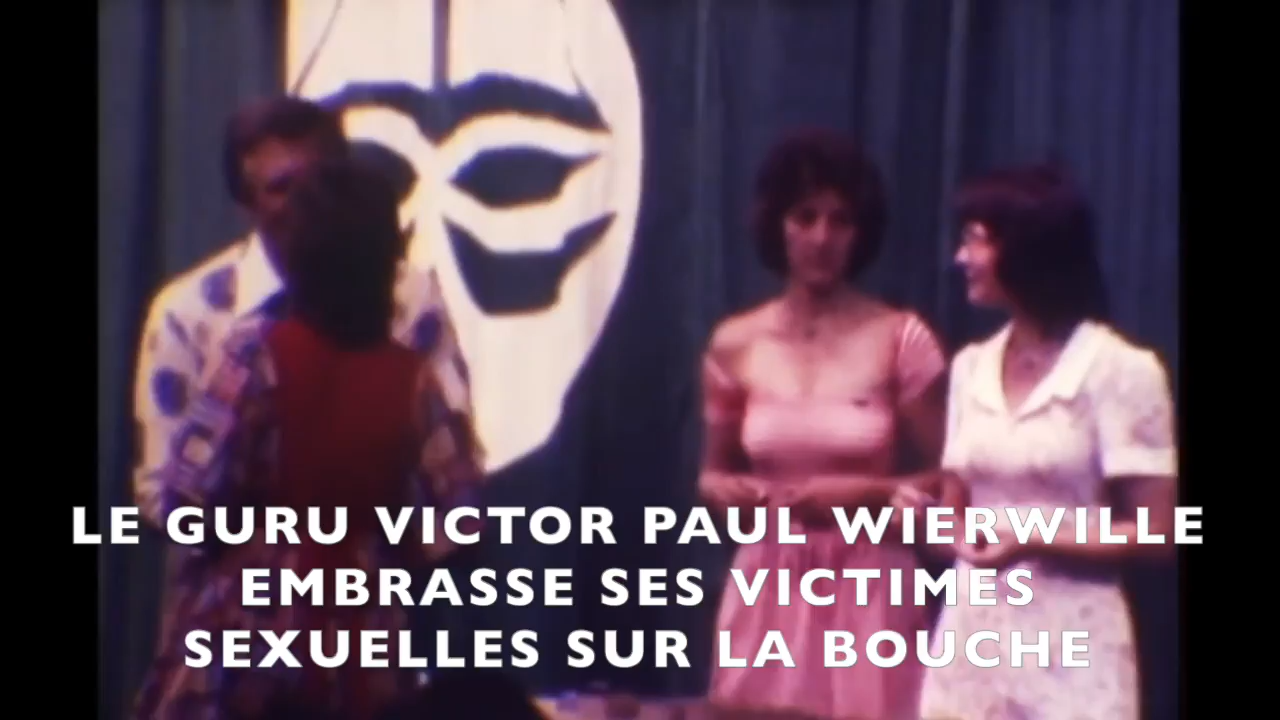 LE GURU VICTOR PAUL WIERWILLE
EMBRASSE SES VICTIMES
SEXUELLES SUR LA BOUCHE